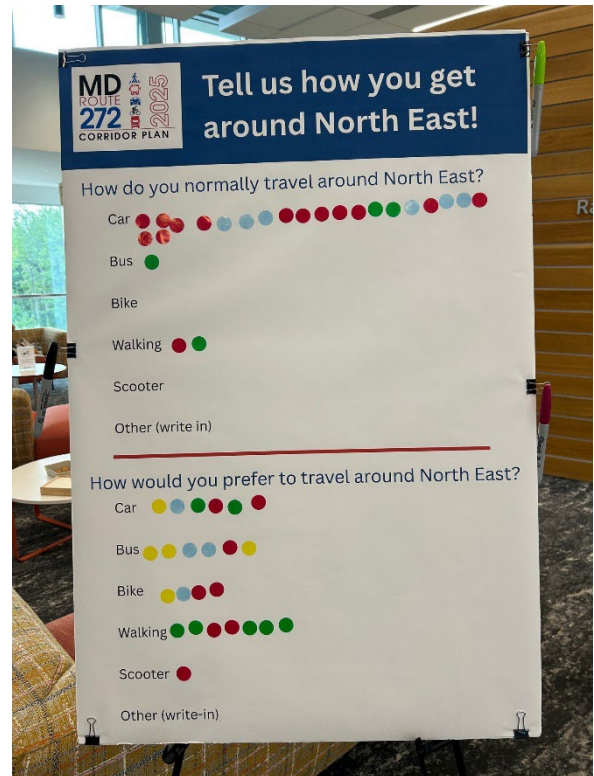 MD
ROUTE
272
2025
CORRIDOR PLAN
Tell us how you get
around North East!
How do you normally travel around North East?
Car
Bus
Bike
Walking
Scooter
Other (write in)
How would you prefer to travel around North East?
Car
Bus
Bike
Walking
Scooter
Other (write-in)
Ra